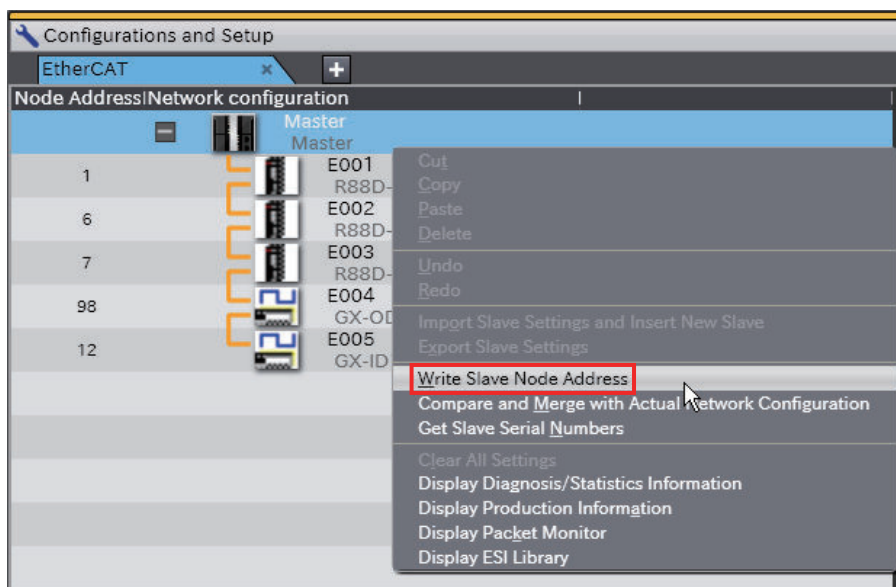 Configurations and Setup
EtherCAT
Node Address|Network configuration
Master
Master
1
E001
R88D-
6
E002
R88D-
7
E003
R88D-
98
E004
GX-OD
12
E005
GX-ID
Cut
Copy
Paste
Delete
Undo
Redo
Import Slave Settings and Insert New Slave
Export Slave Settings
Write Slave Node Address
Compare and Merge with Actual Network Configuration
Get Slave Serial Numbers
Clear All Settings
Display Diagnosis/Statistics Information
Display Production Information
Display Packet Monitor
Display ESI Library